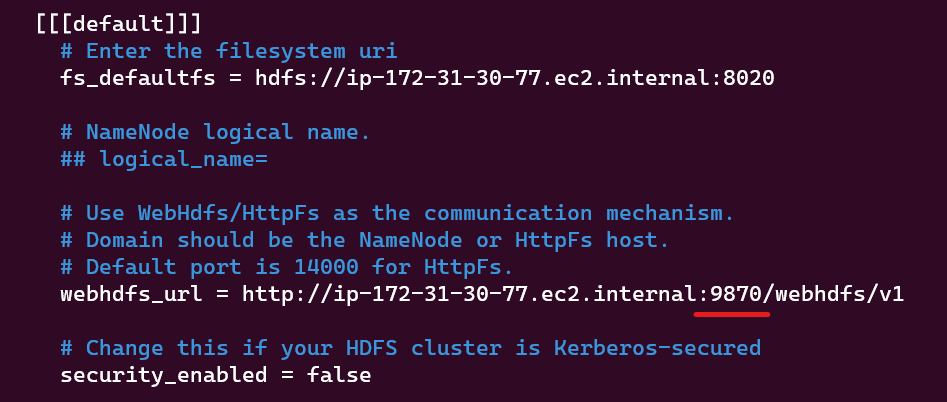 [[[default]]]
# Enter the filesystem uri
fs_defaultfs = hdfs://ip-172-31-30-77.ec2.internal:8020
# NameNode logical name.
## logical_name=
# Use WebHdfs/HttpFs as the communication mechanism.
# Domain should be the NameNode or HttpFs host.
# Default port is 14000 for HttpFs.
webhdfs_url = http://ip-172-31-30-77.ec2.internal:9870/webhdfs/v1
# Change this if your HDFS cluster is Kerberos-secured
security_enabled = false